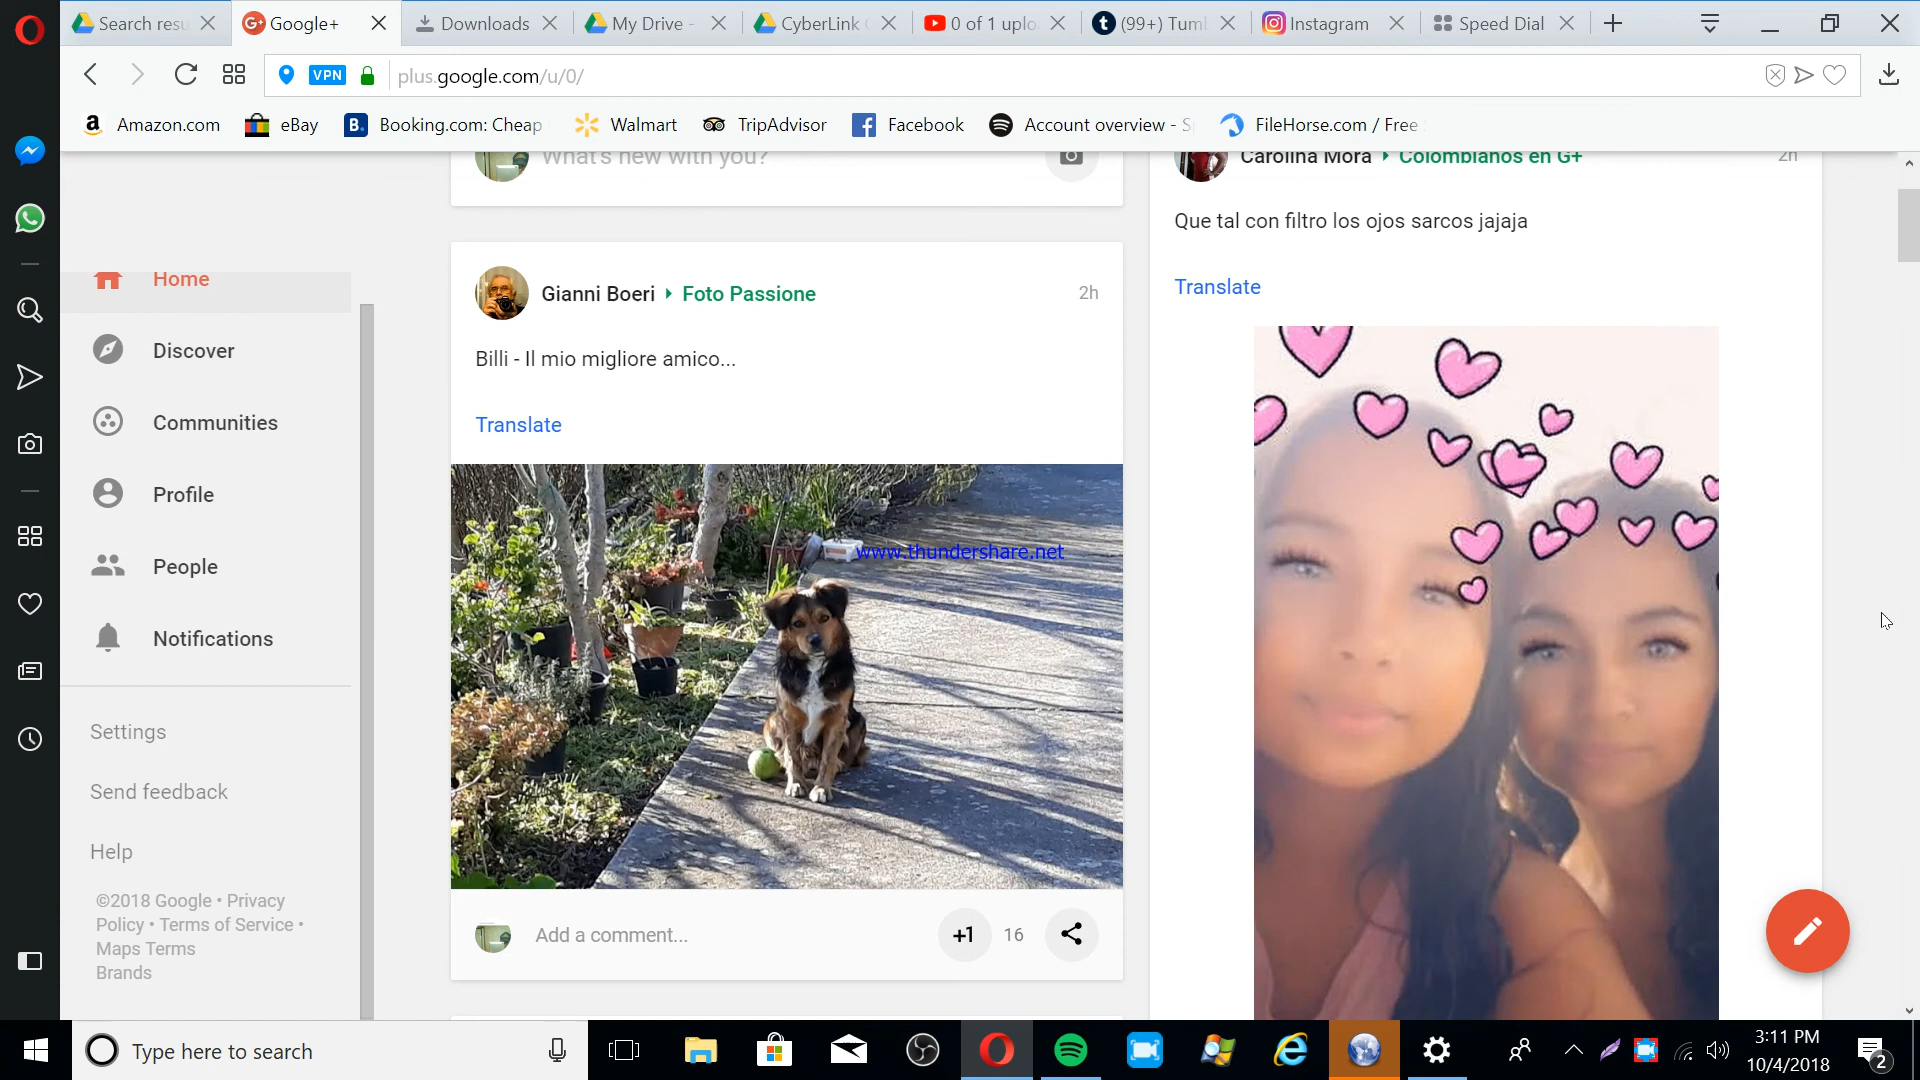 Search resu
Google+
Downloads
My Drive -
CyberLink
0 of 1 uplo
(99+) Tum
Instagram
Speed Dial
VPN
plus.google.com/u/0/
Amazon.com
eBay
Booking.com: Cheap
Walmart
TripAdvisor
Facebook
Account overview - S
FileHorse.com / Free
Home
Discover
Communities
Profile
People
Notifications
Settings
Send feedback
Help
©2018 Google • Privacy
Policy • Terms of Service •
Maps Terms
Brands
What's new with you?
Gianni Boeri ▸ Foto Passione
2h
Billi - Il mio migliore amico...
Translate
www.thundershare.net
Add a comment...
+1
16
Carolina Mora ▸ Colombianos en G+
2h
Que tal con filtro los ojos sarcos jajaja
Translate
Type here to search
3:11 PM
10/4/2018
2